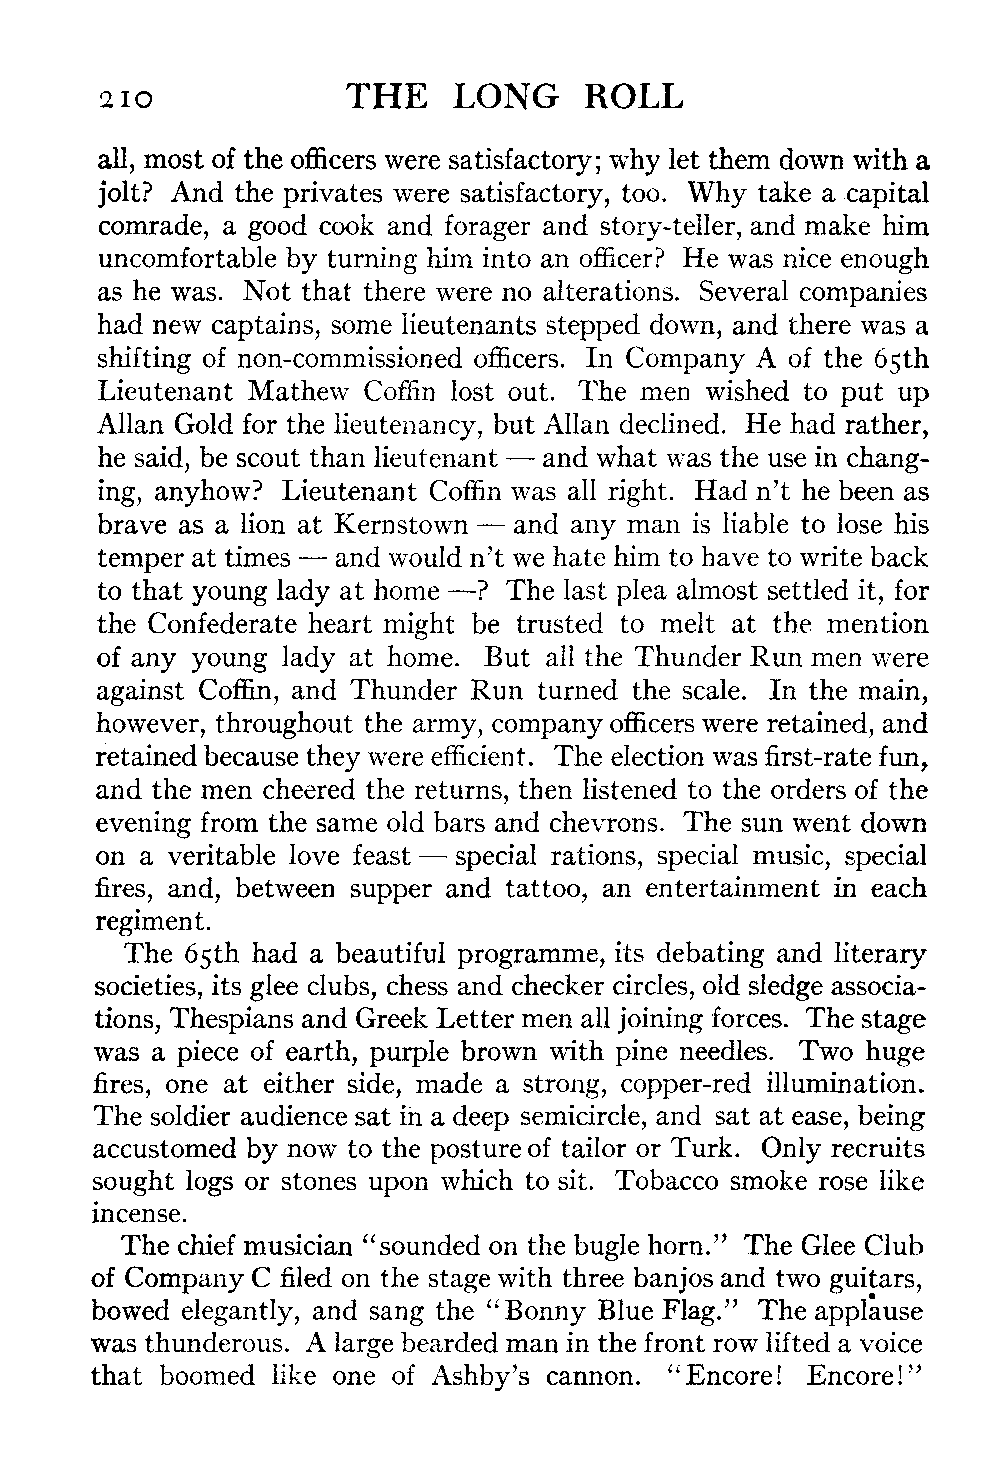 210 THE LONG ROLL
all, most of the officers were satisfactory; why let them down with a
jolt? And the privates were satisfactory, too. Why take a capital
comrade, a good cook and forager and story-teller, and make him
uncomfortable by turning him into an officer? He was nice enough
as he was. Not that there were no alterations. Several companies
had new captains, some lieutenants stepped down, and there was a
shifting of non-commissioned officers. In Company A of the 65th
Lieutenant Mathew Coffin lost out. The men wished to put up
Allan Gold for the lieutenancy, but Allan declined. He had rather,
he said, be scout than lieutenant — and what was the use in chang-
ing, anyhow? Lieutenant Coffin was all right. Had n't he been as
brave as a lion at Kernstown — and any man is liable to lose his
temper at times — and would n't we hate him to have to write back
to that young lady at home —? The last plea almost settled it, for
the Confederate heart might be trusted to melt at the mention
of any young lady at home. But all the Thunder Run men were
against Coffin, and Thunder Run turned the scale. In the main,
however, throughout the army, company officers were retained, and
retained because they were efficient. The election was first-rate fun,
and the men cheered the returns, then listened to the orders of the
evening from the same old bars and chevrons. The sun went down
on a veritable love feast — special rations, special music, special
fires, and, between supper and tattoo, an entertainment in each
regiment.
The 65th had a beautiful programme, its debating and literary
societies, its glee clubs, chess and checker circles, old sledge associa-
tions, Thespians and Greek Letter men all joining forces. The stage
was a piece of earth, purple brown with pine needles. Two huge
fires, one at either side, made a strong, copper-red illumination.
The soldier audience sat in a deep semicircle, and sat at ease, being
accustomed by now to the posture of tailor or Turk. Only recruits
sought logs or stones upon which to sit. Tobacco smoke rose like
incense.
The chief musician "sounded on the bugle horn." The Glee Club
of Company C filed on the stage with three banjos and two guitars,
bowed elegantly, and sang the "Bonny Blue Flag." The applause
was thunderous. A large bearded man in the front row lifted a voice
that boomed like one of Ashby's cannon. "Encore! Encore!"